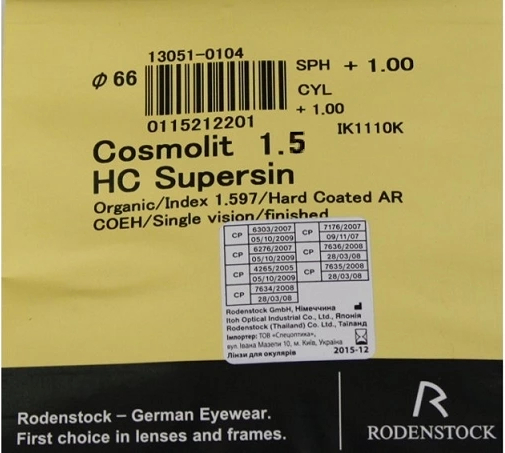 13051-0104
Φ 66
SPH + 1.00
CYL
+ 1.00
0115212201
IK1110K
Cosmolit 1.5
HC Supersin
Organic/Index 1.597/Hard Coated AR
COEH/Single vision/finished
CP 6303/2007 05/10/2009 CP 7176/2007 09/11/07
CP 6276/2007 05/10/2009 CP 7636/2008 28/03/08
CP 4265/2005 05/10/2009 CP 7635/2008 28/03/08
CP 7634/2008 28/03/08
Rodenstock GmbH, Німеччина
Itoh Optical Industrial Co., Ltd., Японія
Rodenstock (Thailand) Co. Ltd., Таїланд
Імпортер: ТОВ «Спецоптика»,
вул. Івана Мазепи 10, м. Київ, Україна
Лінзи для окулярів 2015-12
Rodenstock – German Eyewear.
First choice in lenses and frames.
R
RODENSTOCK